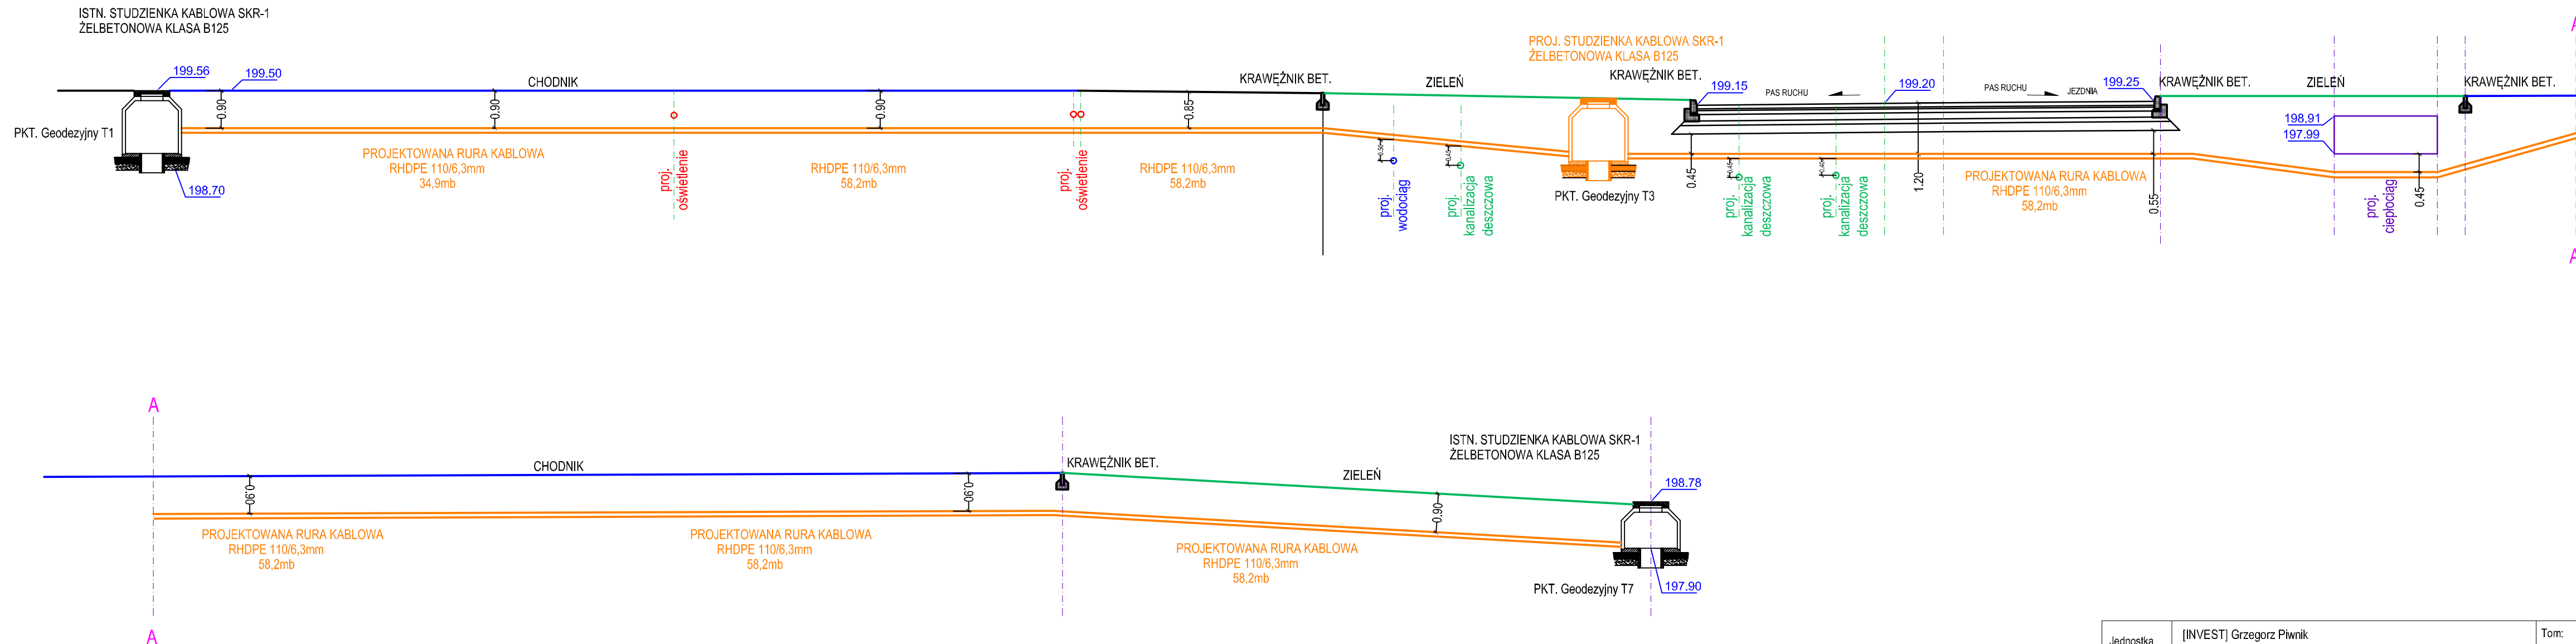 ISTN. STUDZIENKA KABLOWA SKR-1
ŻELBETONOWA KLASA B125
PROJ. STUDZIENKA KABLOWA SKR-1
ŻELBETONOWA KLASA B125
199.56
199.50
CHODNIK
KRAWĘŻNIK BET.
ZIELEŃ
KRAWĘŻNIK BET.
199.15
PAS RUCHU
199.20
PAS RUCHU
JEZDNIA
199.25
KRAWĘŻNIK BET.
ZIELEŃ
KRAWĘŻNIK BET.
A
0.90
0.90
0.90
0.85
PKT. Geodezyjny T1
198.70
PROJEKTOWANA RURA KABLOWA
RHDPE 110/6,3mm
34,9mb
proj.
oświetlenie
RHDPE 110/6,3mm
58,2mb
proj.
oświetlenie
RHDPE 110/6,3mm
58,2mb
0.50
proj.
wodociąg
0.45
proj.
kanalizacja
deszczowa
PKT. Geodezyjny T3
0.45
0.45
proj.
kanalizacja
deszczowa
0.40
proj.
kanalizacja
deszczowa
1.20
PROJEKTOWANA RURA KABLOWA
RHDPE 110/6,3mm
58,2mb
0.55
198.91
197.99
proj.
ciepłociąg
0.45
A
A
CHODNIK
KRAWĘŻNIK BET.
ZIELEŃ
ISTN. STUDZIENKA KABLOWA SKR-1
ŻELBETONOWA KLASA B125
198.78
0.90
0.90
0.90
PROJEKTOWANA RURA KABLOWA
RHDPE 110/6,3mm
58,2mb
PROJEKTOWANA RURA KABLOWA
RHDPE 110/6,3mm
58,2mb
PROJEKTOWANA RURA KABLOWA
RHDPE 110/6,3mm
58,2mb
PKT. Geodezyjny T7
197.90
A
Jednostka
[INVEST] Grzegorz Piwnik
Tom: